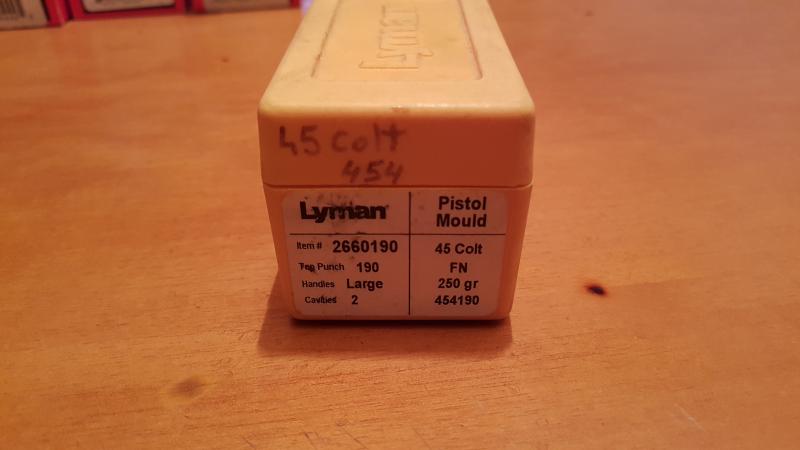 Lyman
45 Colt
454
Lyman
Pistol
Mould
Item # 2660190
45 Colt
Top Punch 190
FN
Handles Large
250 gr
Cavities 2
454190